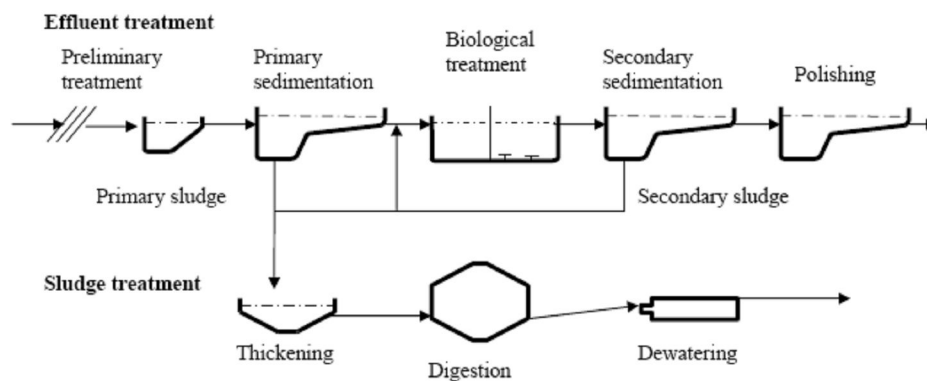 Effluent treatment
Preliminary
treatment
Primary
sedimentation
Biological
treatment
Secondary
sedimentation
Polishing
Primary sludge
Secondary sludge
Sludge treatment
Thickening
Digestion
Dewatering